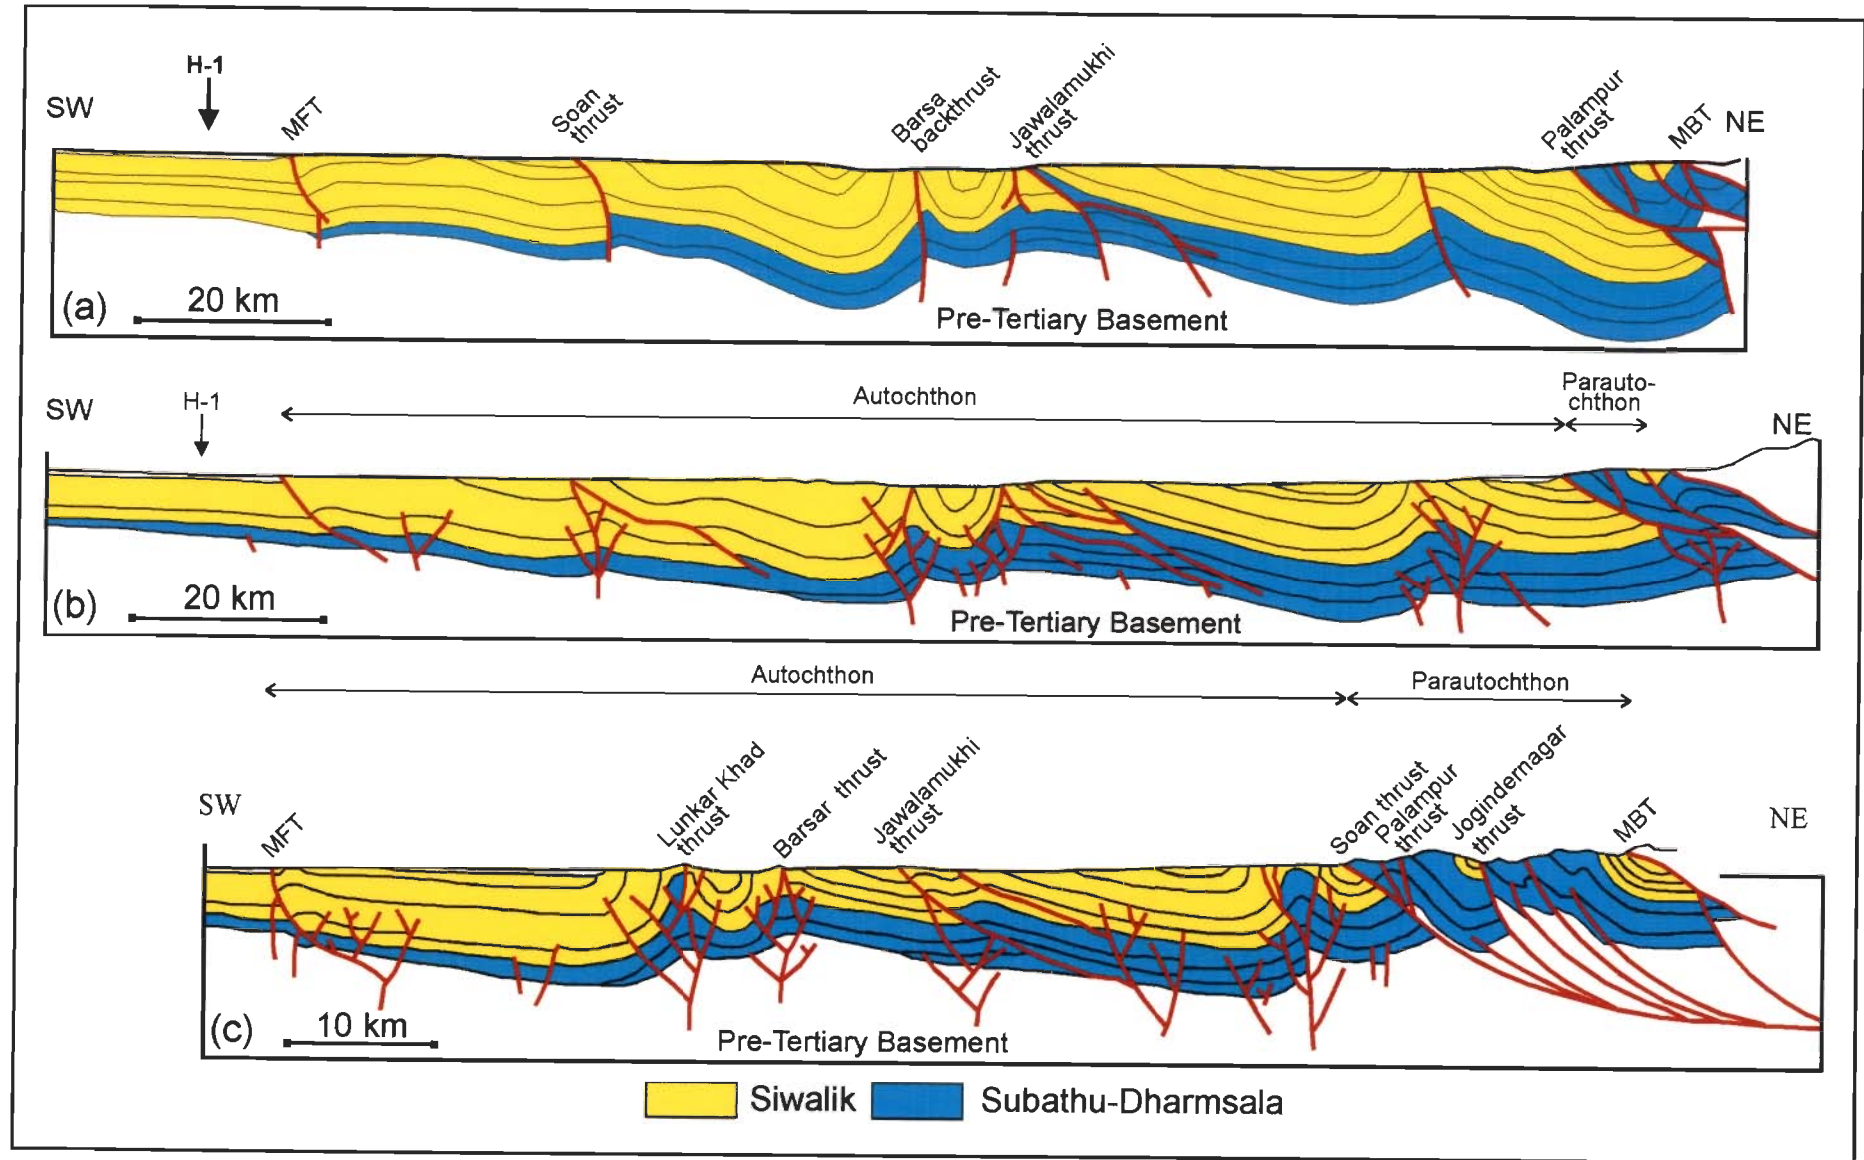 H-1
SW
MFT
Soan
thrust
Barsa
backthrust
Jawalamukhi
thrust
Palampur
thrust
MBT
NE
(a)
20 km
Pre-Tertiary Basement
SW
H-1
Autochthon
Parauto-
chthon
NE
(b)
20 km
Pre-Tertiary Basement
Autochthon
Parautochthon
SW
MFT
Lunkar Khad
thrust
Barsar thrust
Jawalamukhi
thrust
Soan thrust
Palampur
thrust
Jogindernagar
thrust
MBT
NE
(c)
10 km
Pre-Tertiary Basement
Siwalik
Subathu-Dharmsala